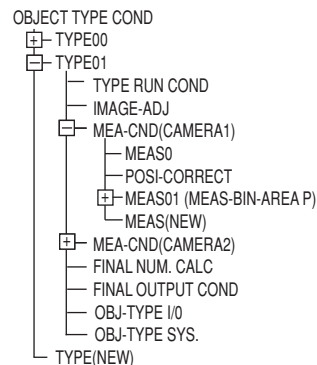 OBJECT TYPE COND
TYPE00
TYPE01
TYPE RUN COND
IMAGE-ADJ
MEA-CND(CAMERA1)
MEAS0
POSI-CORRECT
MEAS01 (MEAS-BIN-AREA P)
MEAS(NEW)
MEA-CND(CAMERA2)
FINAL NUM. CALC
FINAL OUTPUT COND
OBJ-TYPE I/0
OBJ-TYPE SYS.
TYPE(NEW)